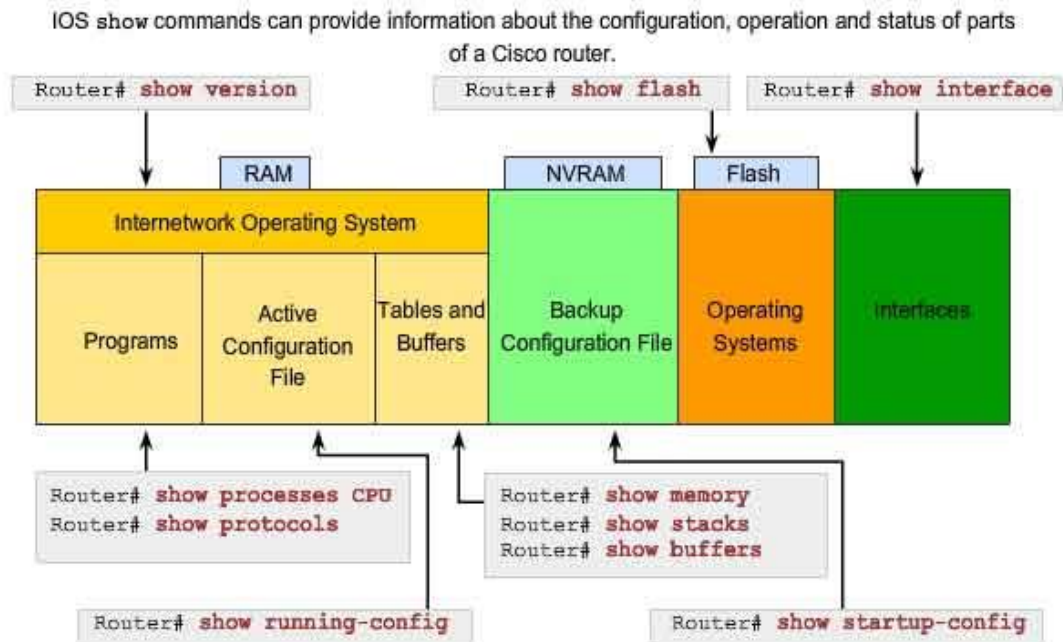 IOS show commands can provide information about the configuration, operation and status of parts
of a Cisco router.
Router# show version
Router# show flash
Router# show interface
RAM
NVRAM
Flash
Internetwork Operating System
Programs
Active
Configuration
File
Tables and
Buffers
Backup
Configuration File
Operating
Systems
Interfaces
Router# show processes CPU
Router# show protocols
Router# show memory
Router# show stacks
Router# show buffers
Router# show running-config
Router# show startup-config